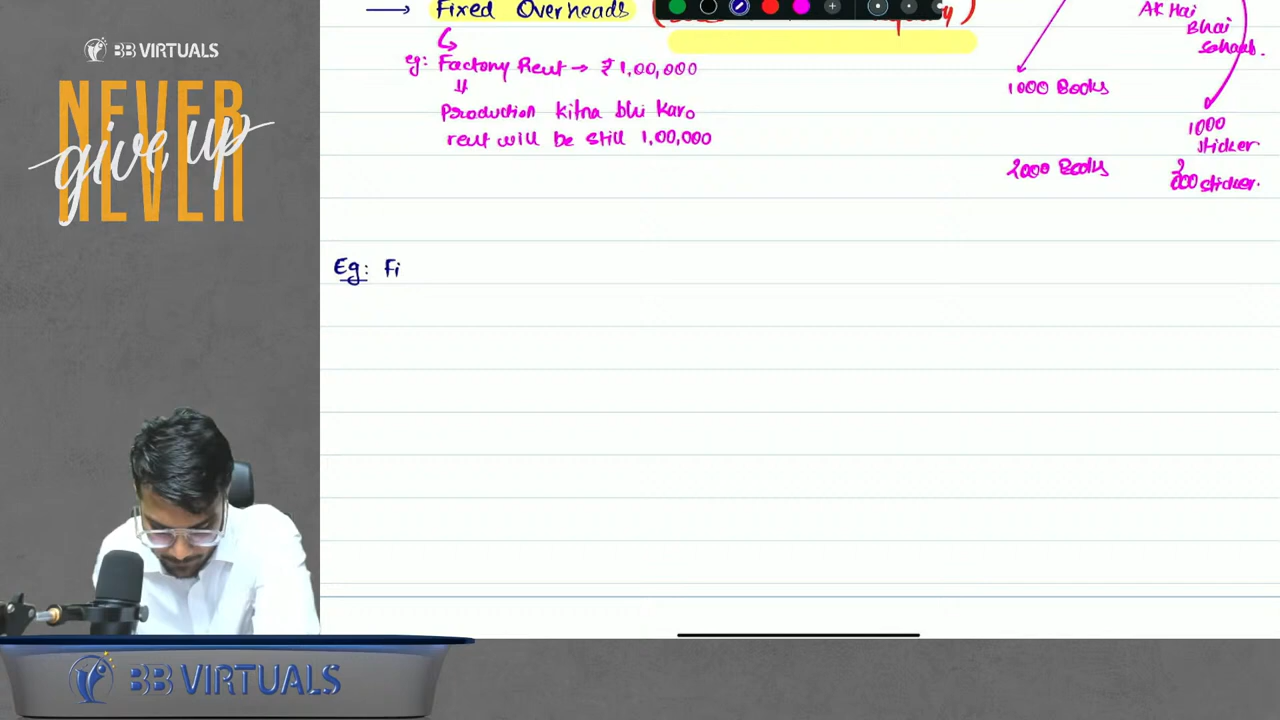 BB VIRTUALS
NEVER
give up
NEVER
→ Fixed Overheads (
eg: Factory Rent → ₹ 1,00,000
Production kitna bhi karo
rent will be still 1,00,000
AK Hai
Bhai
Sahab.
1000 Books
1000
sticker
2000 Books
2000 sticker.
Eg: Fi
BB VIRTUALS